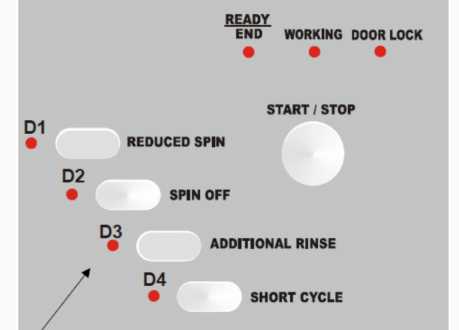 READY
END
WORKING
DOOR LOCK
START / STOP
D1
REDUCED SPIN
D2
SPIN OFF
D3
ADDITIONAL RINSE
D4
SHORT CYCLE